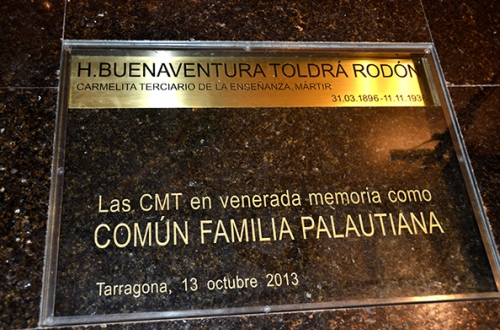 H.BUENAVENTURA TOLDRÁ RODÓN
CARMELITA TERCIARIO DE LA ENSEÑANZA, MÁRTIR
31.03.1896-11.11.193
Las CMT en venerada memoria como
COMÚN FAMILIA PALAUTIANA
Tarragona, 13 octubre 2013